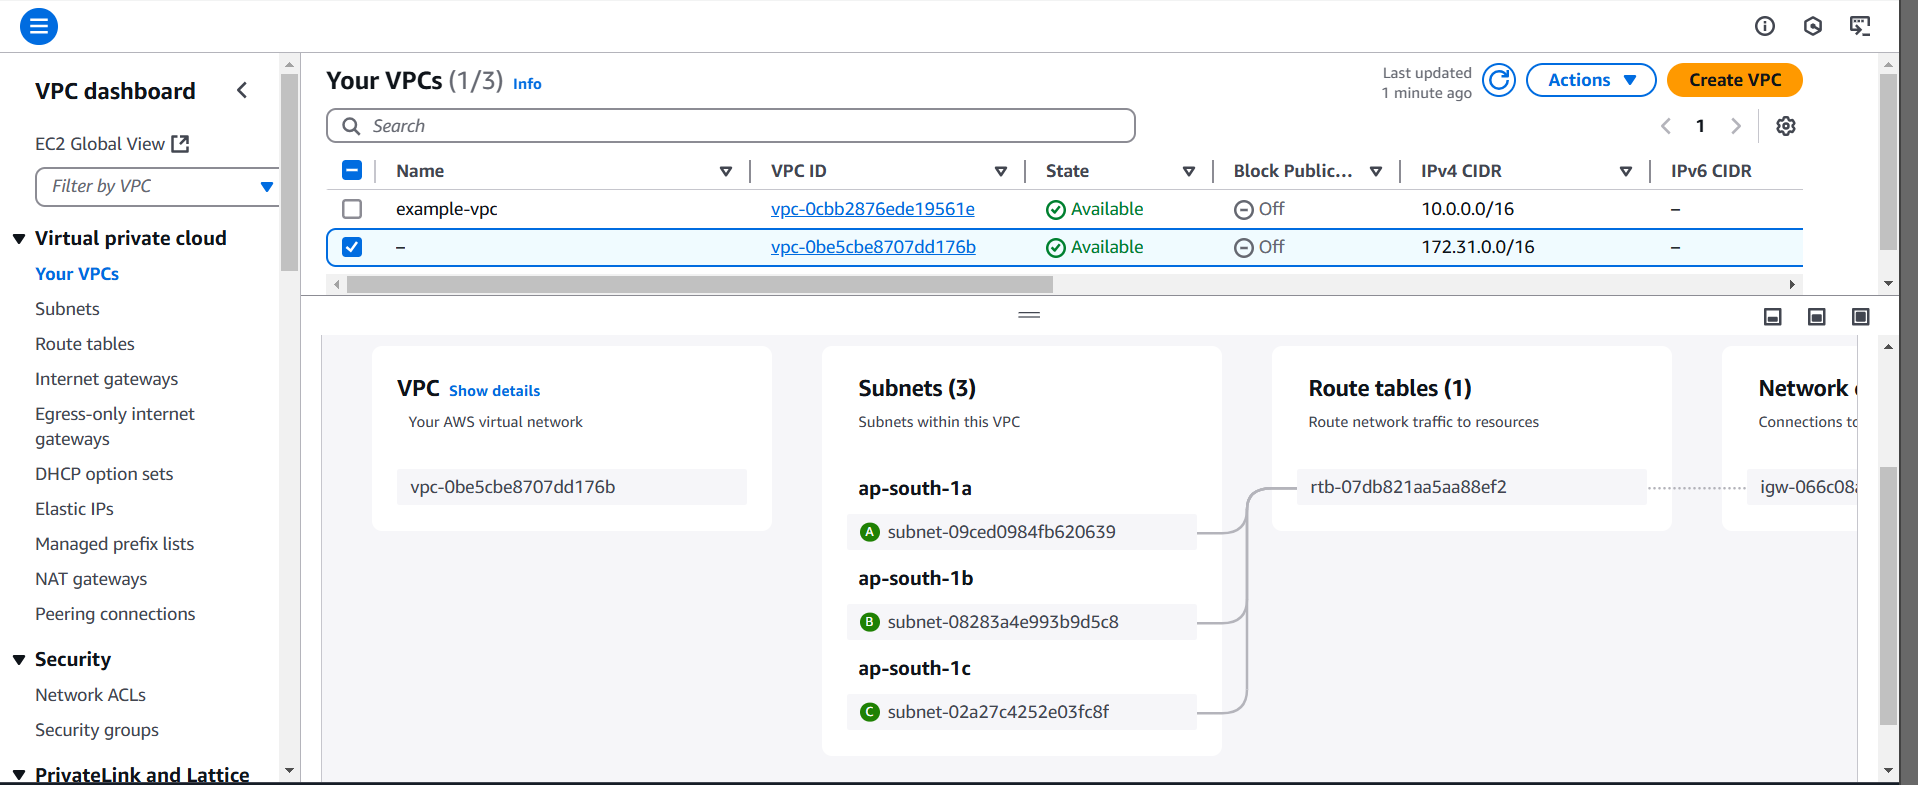 VPC dashboard
EC2 Global View
Filter by VPC
Virtual private cloud
Your VPCs
Subnets
Route tables
Internet gateways
Egress-only internet
gateways
DHCP option sets
Elastic IPs
Managed prefix lists
NAT gateways
Peering connections
Security
Network ACLs
Security groups
PrivateLink and Lattice
Your VPCs (1/3) Info
Last updated
1 minute ago
Actions
Create VPC
Search
1
Name VPC ID State Block Public... IPv4 CIDR IPv6 CIDR
example-vpc vpc-0cbb2876ede19561e Available Off 10.0.0.0/16 –
– vpc-0be5cbe8707dd176b Available Off 172.31.0.0/16 –
VPC Show details
Your AWS virtual network
vpc-0be5cbe8707dd176b
Subnets (3)
Subnets within this VPC
ap-south-1a
A subnet-09ced0984fb620639
ap-south-1b
B subnet-08283a4e993b9d5c8
ap-south-1c
C subnet-02a27c4252e03fc8f
Route tables (1)
Route network traffic to resources
rtb-07db821aa5aa88ef2
Network
Connections to
igw-066c08